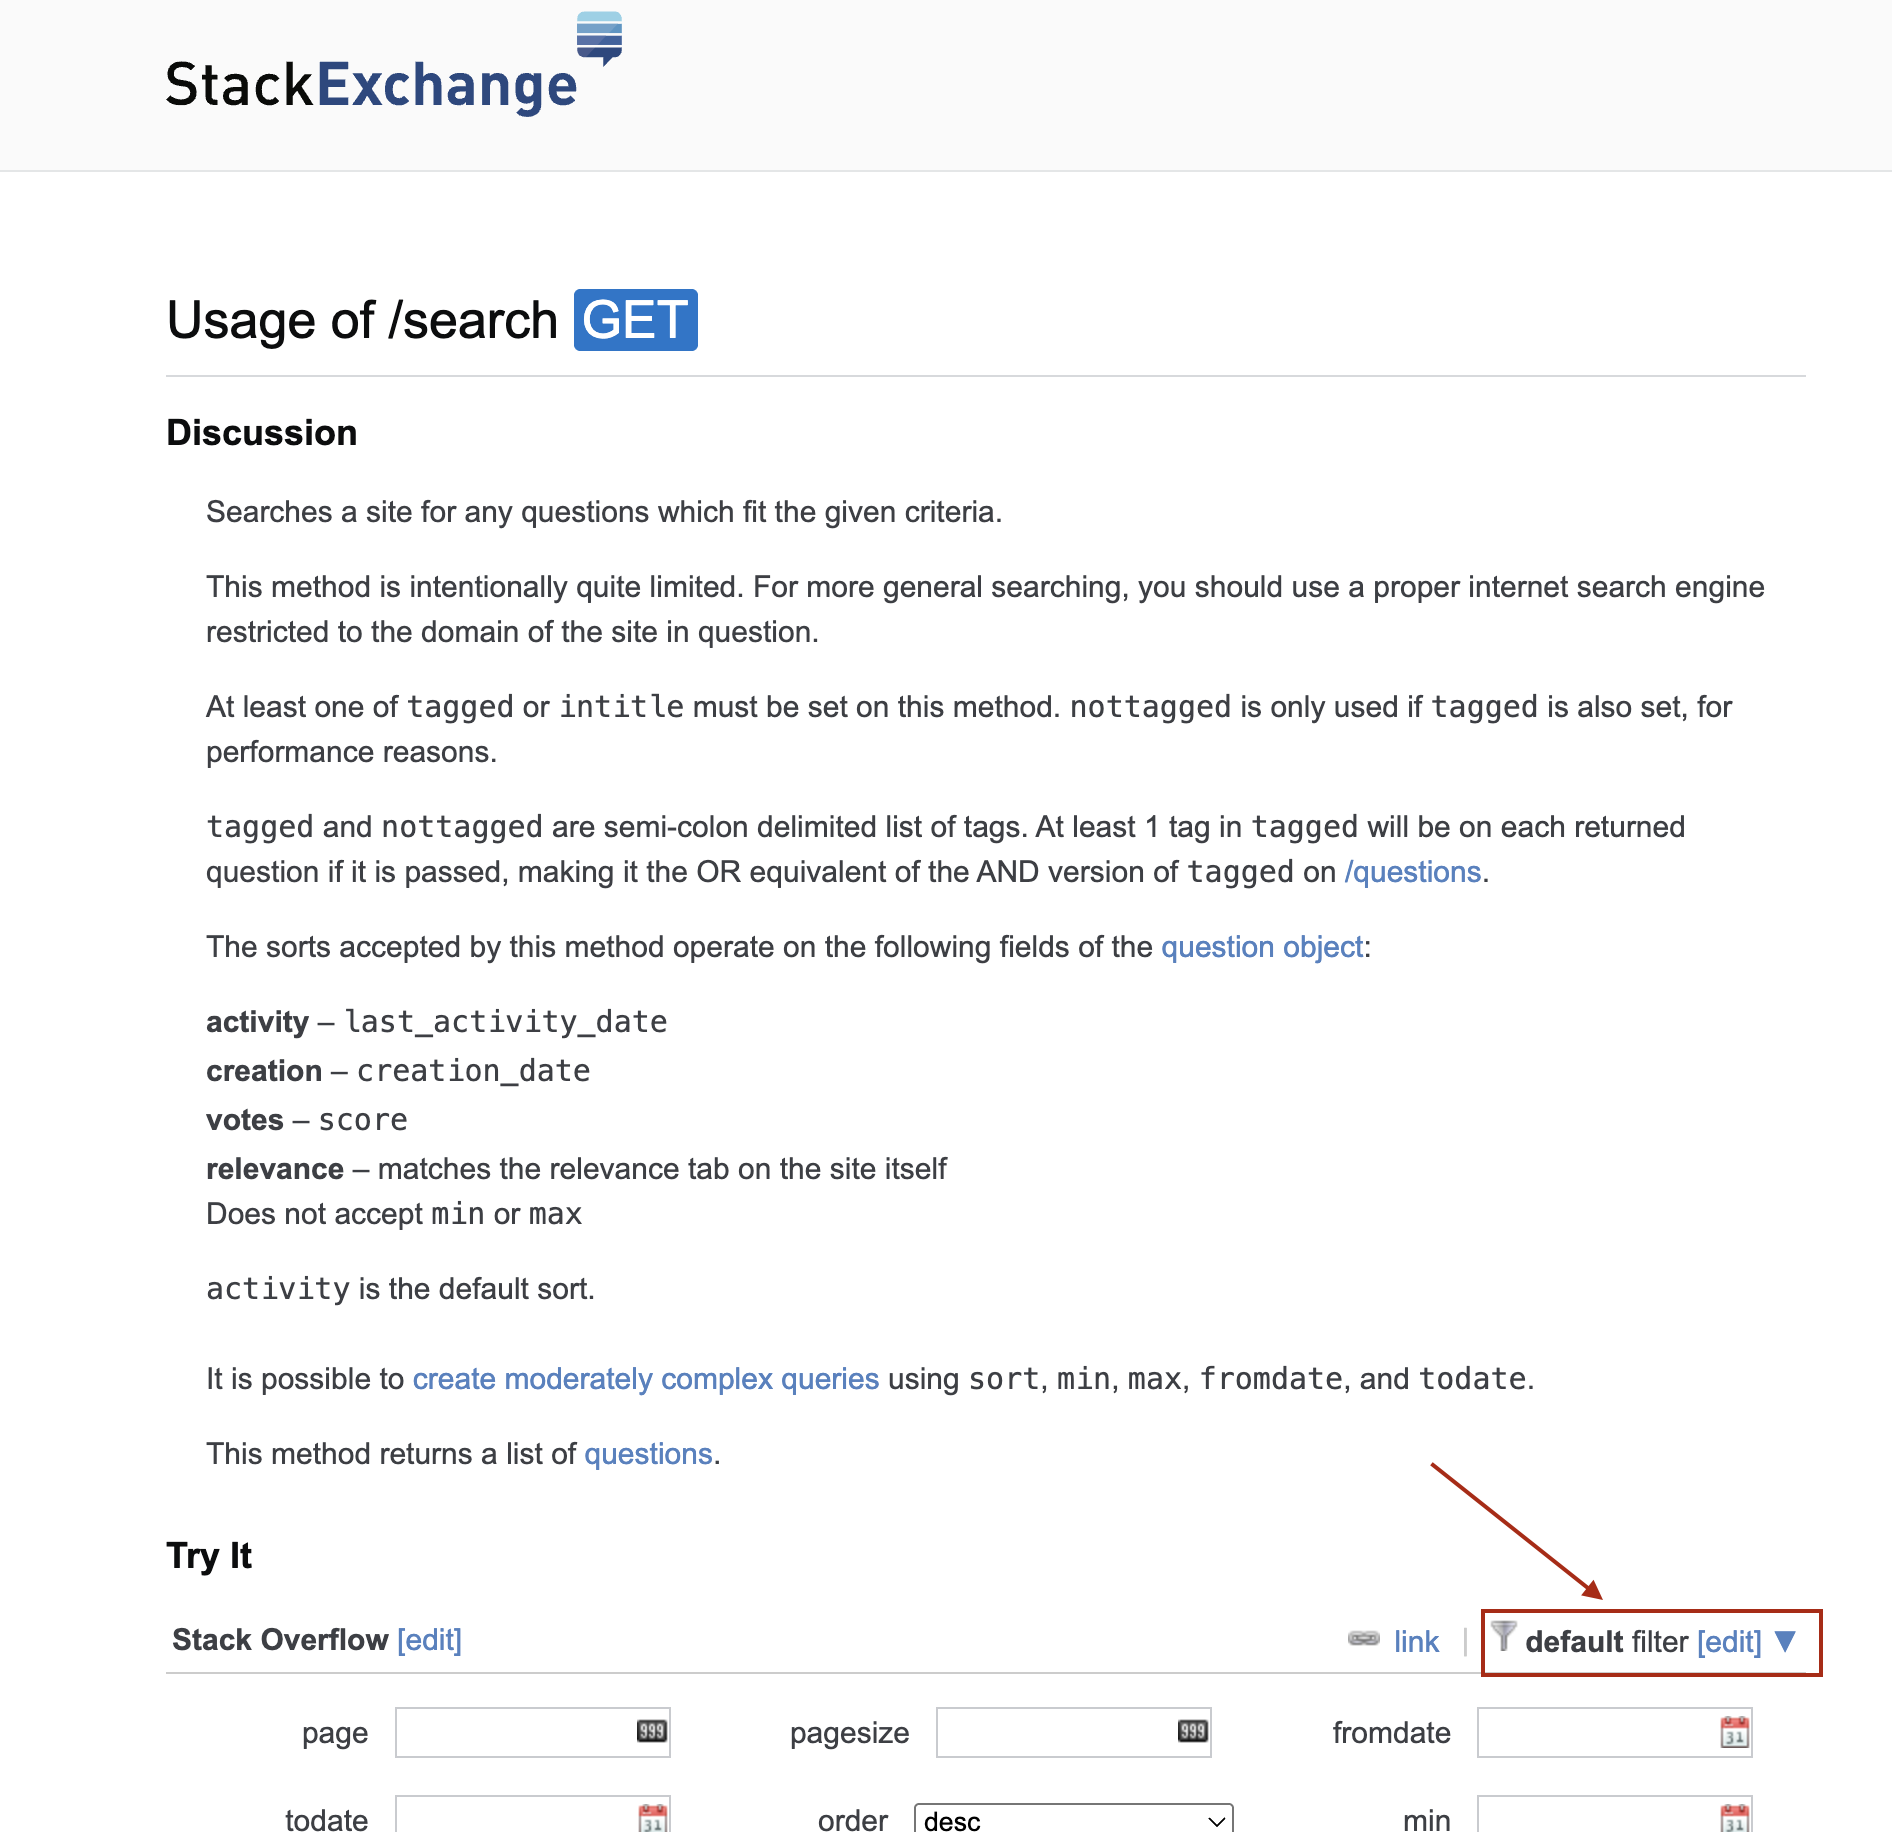 StackExchange
Usage of /search GET
Discussion
Searches a site for any questions which fit the given criteria.
This method is intentionally quite limited. For more general searching, you should use a proper internet search engine
restricted to the domain of the site in question.
At least one of tagged or intitle must be set on this method. nottagged is only used if tagged is also set, for
performance reasons.
tagged and nottagged are semi-colon delimited list of tags. At least 1 tag in tagged will be on each returned
question if it is passed, making it the OR equivalent of the AND version of tagged on /questions.
The sorts accepted by this method operate on the following fields of the question object:
activity – last_activity_date
creation – creation_date
votes – score
relevance – matches the relevance tab on the site itself
Does not accept min or max
activity is the default sort.
It is possible to create moderately complex queries using sort, min, max, fromdate, and todate.
This method returns a list of questions.
Try It
Stack Overflow [edit] link | default filter [edit] ▼
page 999 pagesize 999 fromdate 31
todate 31 order desc min 31